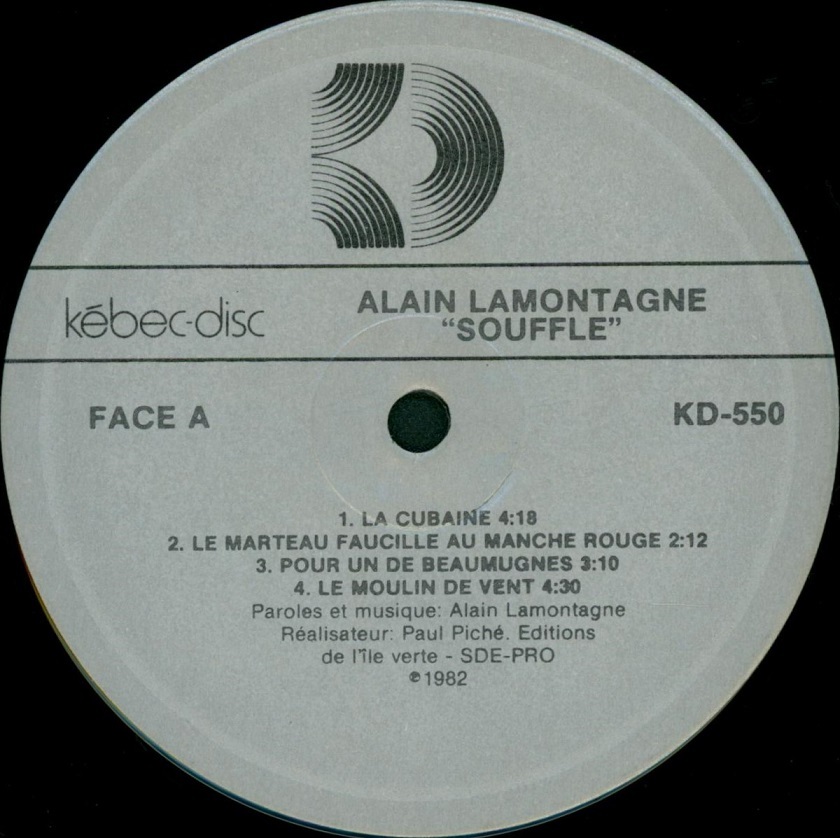 kébec-disc
ALAIN LAMONTAGNE
“SOUFFLE”
FACE A
KD-550
1. LA CUBAINE 4:18
2. LE MARTEAU FAUCILLE AU MANCHE ROUGE 2:12
3. POUR UN DE BEAUMUGNES 3:10
4. LE MOULIN DE VENT 4:30
Paroles et musique: Alain Lamontagne
Réalisateur: Paul Piché. Editions
de l'île verte - SDE-PRO
℗1982